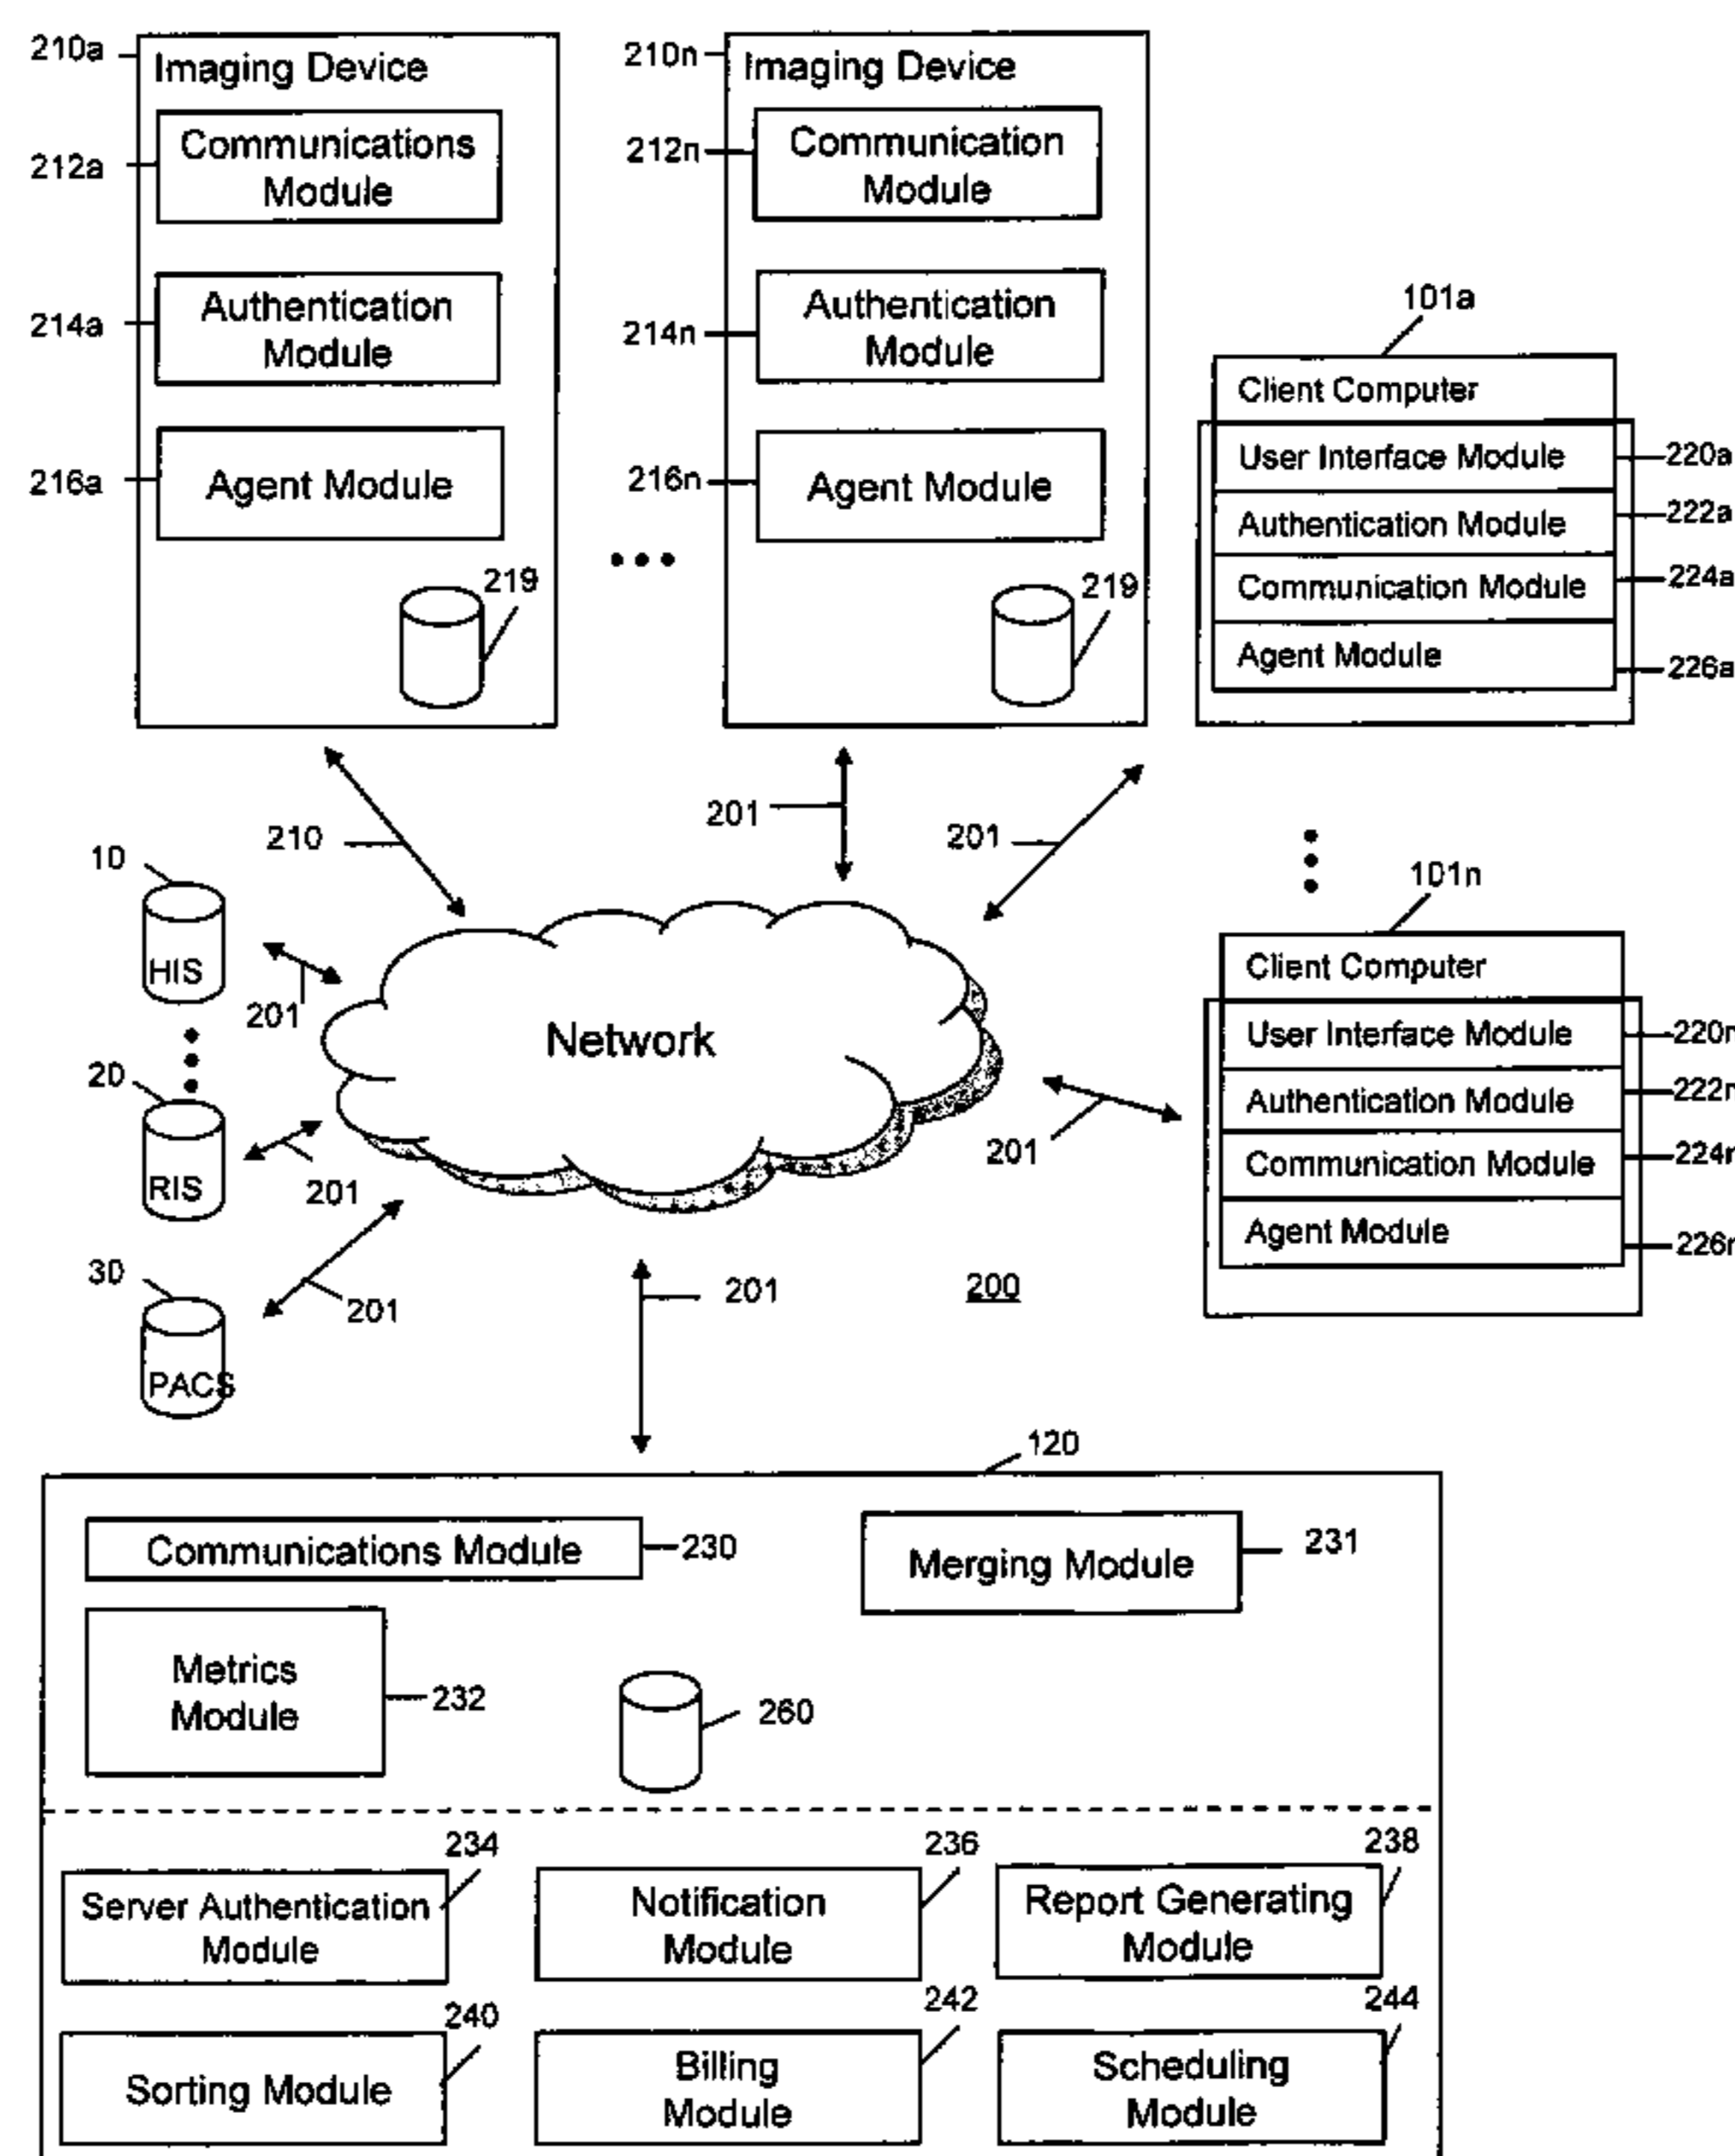 210a
Imaging Device
Communications
Module
212a
Authentication
Module
214a
Agent Module
216a
219
210n
Imaging Device
Communication
Module
212n
Authentication
Module
214n
Agent Module
216n
219
101a
Client Computer
User Interface Module
220a
Authentication Module
222a
Communication Module
224a
Agent Module
226a
210
201
201
10
HIS
201
20
RIS
201
30
PACS
201
Network
201
200
201
101n
Client Computer
User Interface Module
220n
Authentication Module
222n
Communication Module
224n
Agent Module
226n
120
Communications Module
230
Merging Module
231
Metrics
Module
232
260
234
Server Authentication
Module
236
Notification
Module
238
Report Generating
Module
240
Sorting Module
242
Billing
Module
244
Scheduling
Module